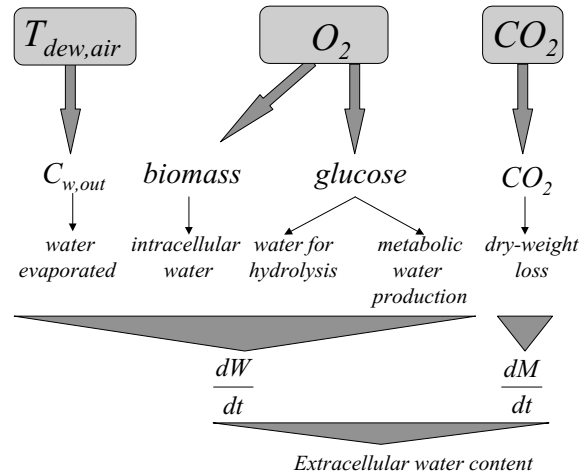 T_dew,air O_2 CO_2
C_w,out biomass glucose CO_2
water intracellular water for metabolic dry-weight
evaporated water hydrolysis water loss
production
dW/dt dM/dt
Extracellular water content